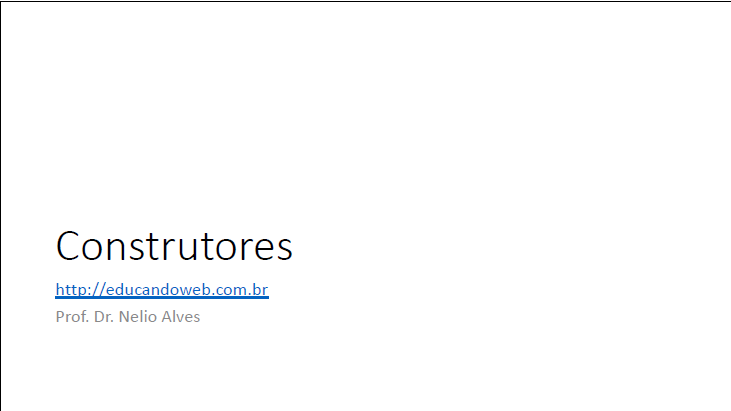 Construtores
http://educandoweb.com.br
Prof. Dr. Nelio Alves